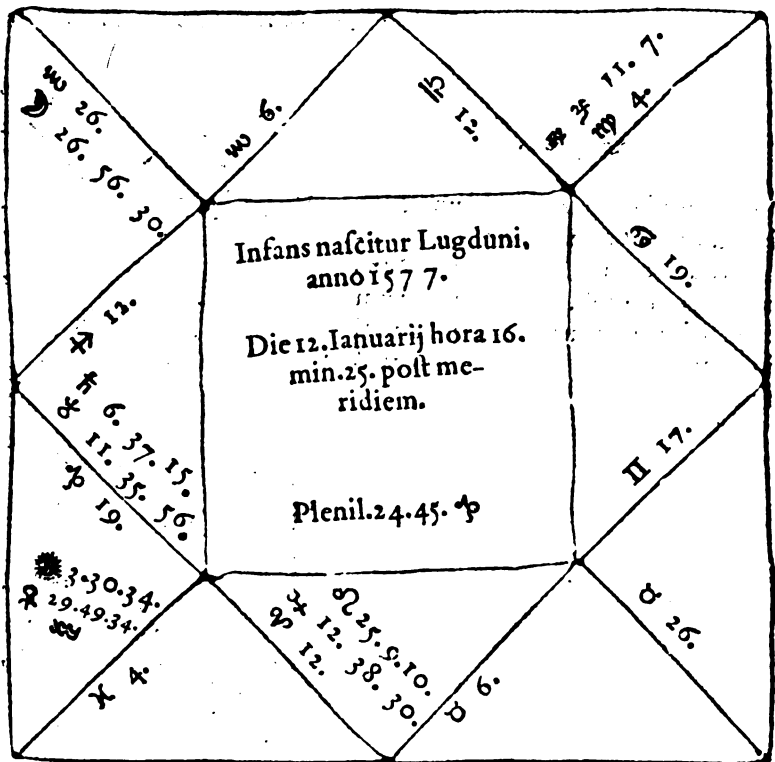 ♏ 26.
☽ 26. 56. 30.
♏ 6.
♎ 12.
11. 7.
♍ 4.
19.
Infans naſcitur Lugduni.
anno 1577.
Die 12. Ianuarij hora 16.
min. 25. poſt me-
ridiem.
Plenil. 24. 45. ♑
♐ 12.
♄ 6. 37. 15.
11. 35. 56.
♑ 19.
☉ 3. 30. 34.
29. 49. 34.
♒
♓ 4.
25. 9. 10.
♃ 12. 38. 30.
12.
♉ 6.
♊ 17.
♉ 26.